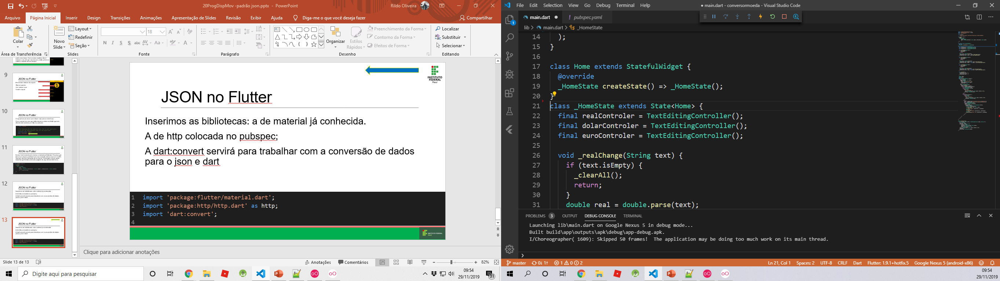 20ProgDispMov -padrão json.pptx - PowerPoint
Rildo Oliveira
Arquivo Página Inicial Inserir Design Transições Animações Apresentação de Slides Revisão Exibir Ajuda Diga-me o que você deseja fazer Compartilhar
Colar
Novo
Slide
Layout
Redefinir
Seção
18
N I S S abc AV Aa A
Organizar
Estilos
Rápidos
Preenchimento da Forma
Contorno da Forma
Efeitos de Forma
Localizar
Substituir
Selecionar
Área de Transferência Slides Fonte Parágrafo Desenho Editando
9
JSON no Flutter
10
JSON no Flutter
11
JSON no Flutter
12
JSON no Flutter
13
JSON no Flutter
INSTITUTO
FEDERAL
Piauí
JSON no Flutter
Inserimos as bibliotecas: a de material já conhecida.
A de http colocada no pubspec;
A dart:convert servirá para trabalhar com a conversão de dados
para o json e dart
1 import 'package:flutter/material.dart';
2 import 'package:http/http.dart' as http;
3 import 'dart:convert';
4
INSTITUTO FEDERAL
Clique para adicionar anotações
Slide 13 de 13 Anotações Comentários 82%
Digite aqui para pesquisar
09:54
29/11/2019
31
File Edit Selection View Go Debug Terminal Help
● main.dart - conversormoeda - Visual Studio Code
main.dart ● ! pubspec.yaml
lib > main.dart > _HomeState
1
14 );
15 }
16
17 class Home extends StatefulWidget {
18 @override
19 _HomeState createState() => _HomeState();
20 }
21 class _HomeState extends State<Home> {
22 final realControler = TextEditingController();
23 final dolarControler = TextEditingController();
24 final euroControler = TextEditingController();
25
26 void _realChange(String text) {
27 if (text.isEmpty) {
28 _clearAll();
29 return;
30 }
31 double real = double.parse(text);
PROBLEMS 3 OUTPUT DEBUG CONSOLE TERMINAL
Launching lib\main.dart on Google Nexus 5 in debug mode...
Built build\app\outputs\apk\debug\app-debug.apk.
I/Choreographer( 1609): Skipped 50 frames!  The application may be doing too much work on its main thread.
master 0↓ 1↑ 1 0 2 Ln 21, Col 1 Spaces: 2 UTF-8 CRLF Dart Flutter: 1.9.1+hotfix.5 Google Nexus 5 (android-x86)
09:54
29/11/2019